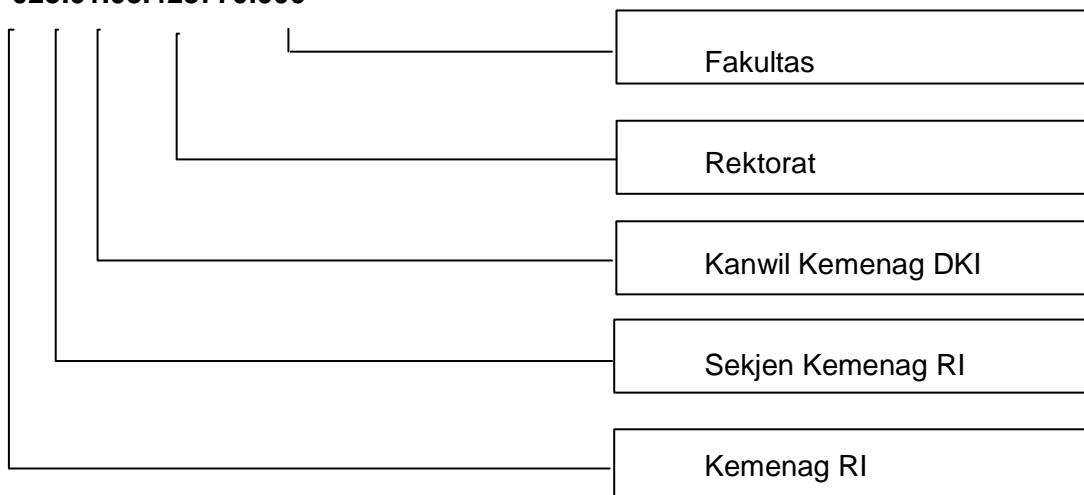 Fakultas
Rektorat
Kanwil Kemenag DKI
Sekjen Kemenag RI
Kemenag RI